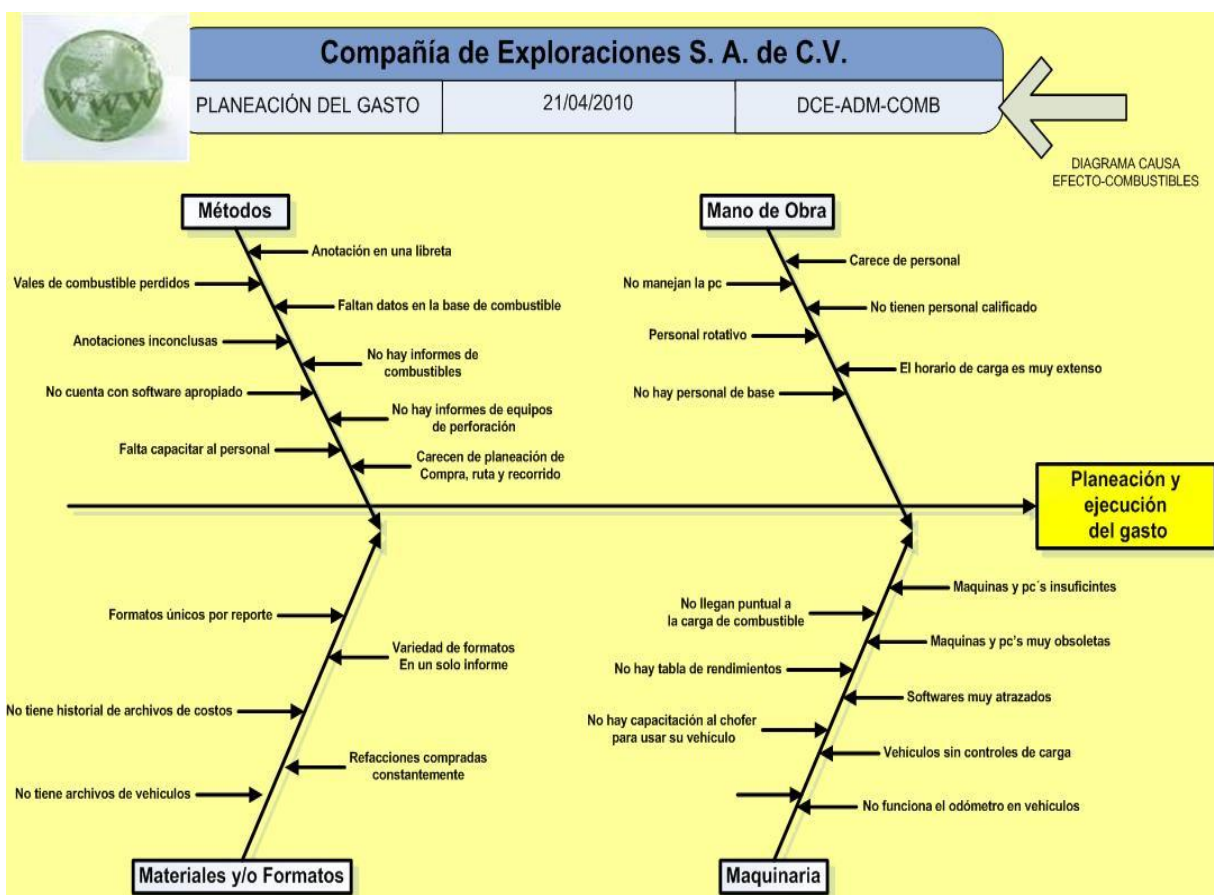 Compañía de Exploraciones S. A. de C.V.
www
PLANEACIÓN DEL GASTO
21/04/2010
DCE-ADM-COMB
DIAGRAMA CAUSA
EFECTO-COMBUSTIBLES
Métodos
Anotación en una libreta
Vales de combustible perdidos
Faltan datos en la base de combustible
Anotaciones inconclusas
No hay informes de
combustibles
No cuenta con software apropiado
No hay informes de equipos
de perforación
Falta capacitar al personal
Carecen de planeación de
Compra, ruta y recorrido
Mano de Obra
Carece de personal
No manejan la pc
No tienen personal calificado
Personal rotativo
El horario de carga es muy extenso
No hay personal de base
Planeación y
ejecución
del gasto
Formatos únicos por reporte
Variedad de formatos
En un solo informe
No tiene historial de archivos de costos
Refacciones compradas
constantemente
No tiene archivos de vehiculos
Materiales y/o Formatos
Maquinas y pc´s insuficintes
No llegan puntual a
la carga de combustible
Maquinas y pc's muy obsoletas
No hay tabla de rendimientos
Softwares muy atrazados
No hay capacitación al chofer
para usar su vehículo
Vehículos sin controles de carga
No funciona el odómetro en vehículos
Maquinaria